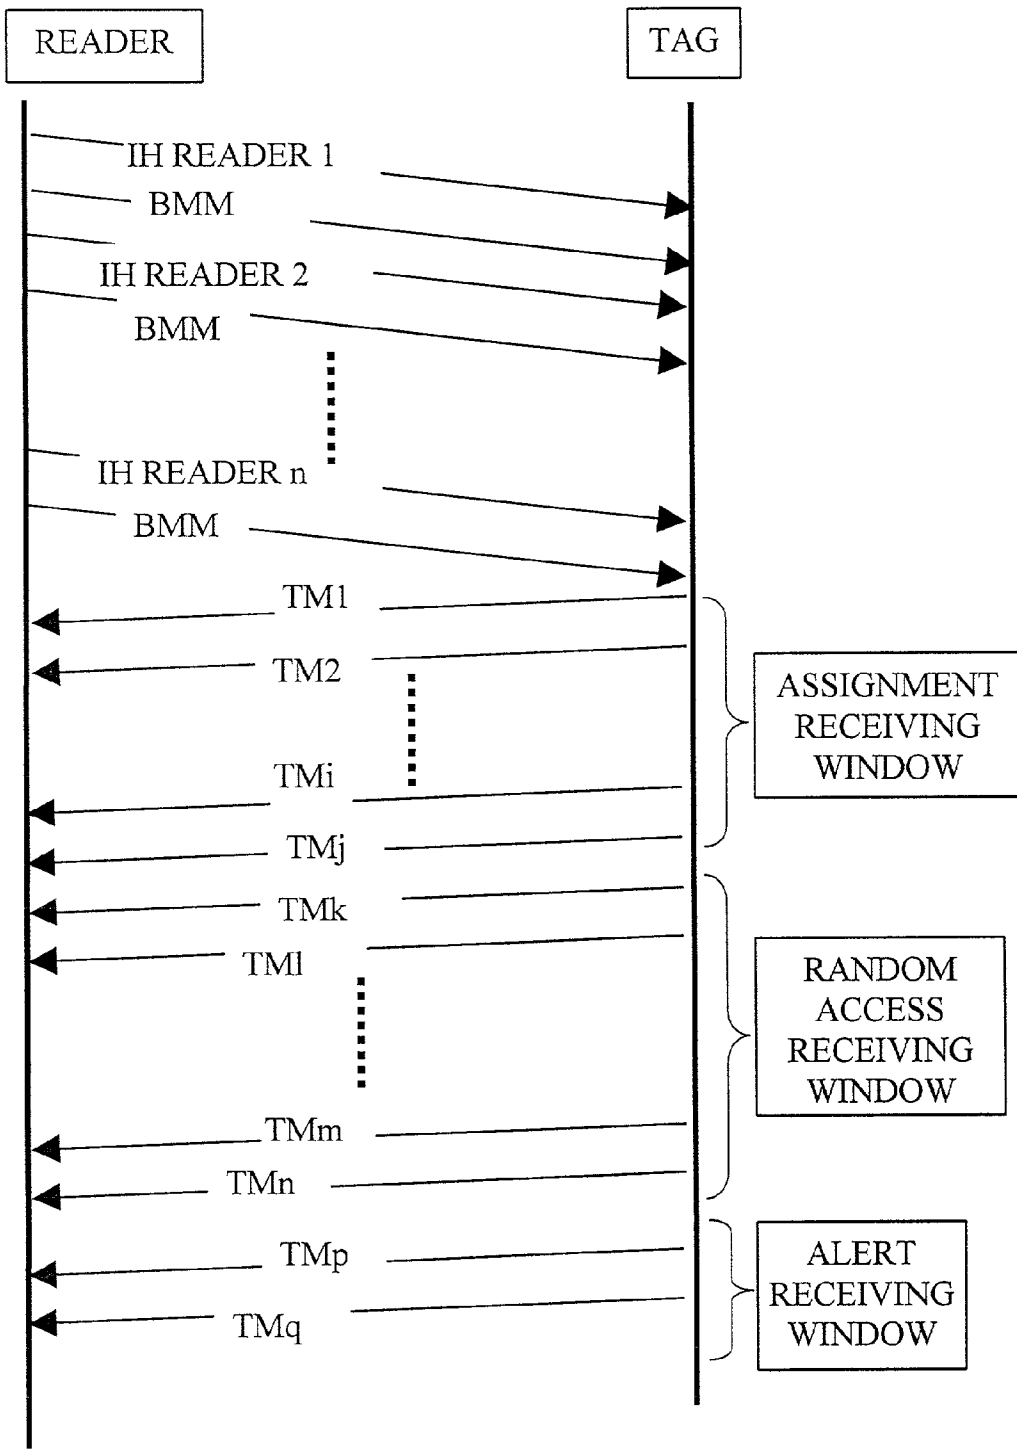 READER
TAG
IH READER 1
BMM
IH READER 2
BMM
IH READER n
BMM
TM1
TM2
TMi
TMj
ASSIGNMENT
RECEIVING
WINDOW
TMk
TMl
TMm
TMn
RANDOM
ACCESS
RECEIVING
WINDOW
TMp
TMq
ALERT
RECEIVING
WINDOW